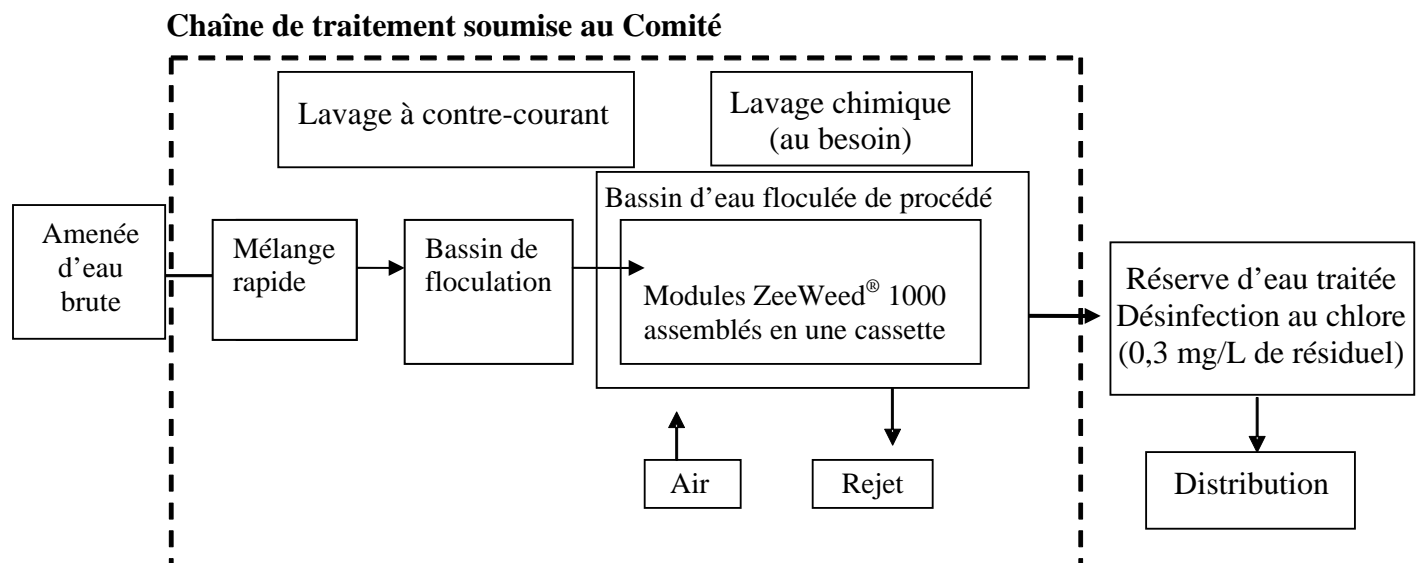 Chaîne de traitement soumise au Comité
Lavage à contre-courant
Lavage chimique
(au besoin)
Amenée
d'eau
brute
Mélange
rapide
Bassin de
floculation
Bassin d'eau floculée de procédé
Modules ZeeWeed® 1000
assemblés en une cassette
Réserve d'eau traitée
Désinfection au chlore
(0,3 mg/L de résiduel)
Air
Rejet
Distribution